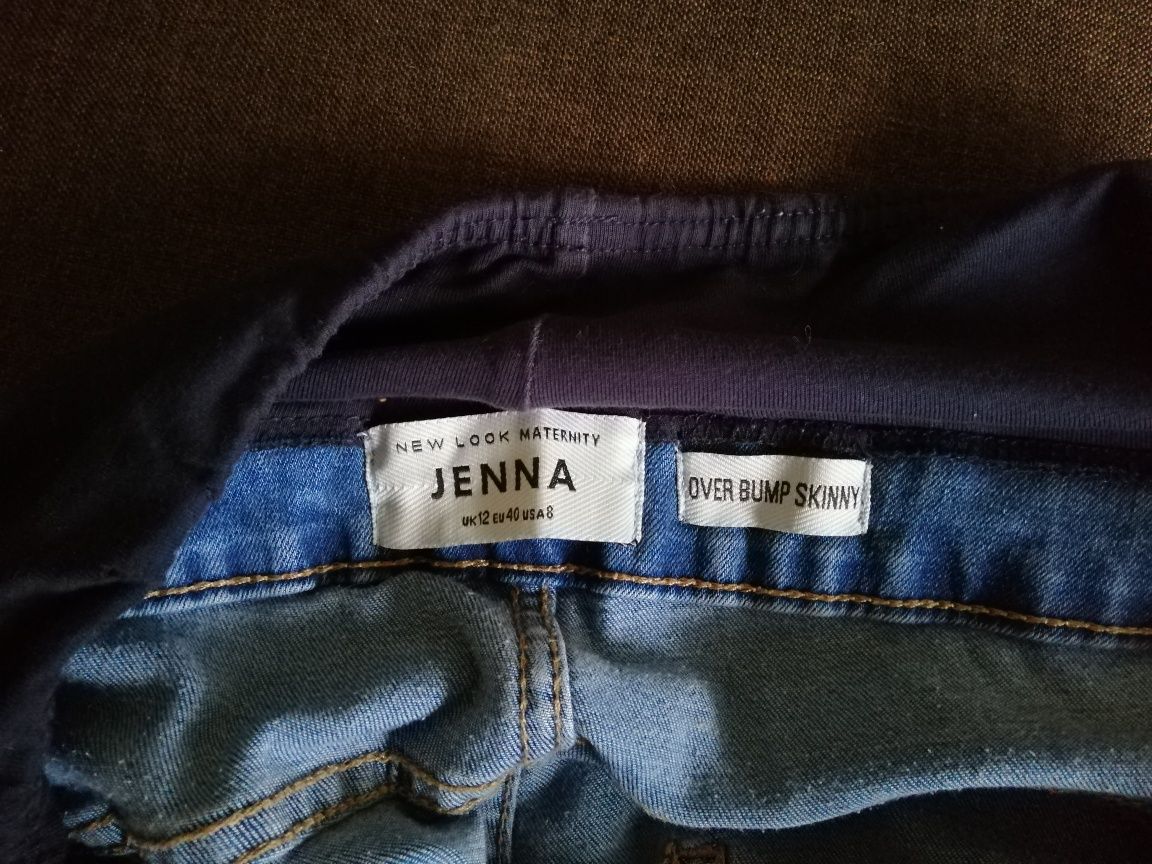 NEW LOOK MATERNITY
JENNA
UK12 EU40 USA8
OVER BUMP SKINNY